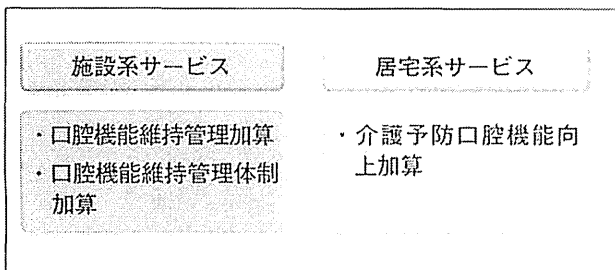 施設系サービス
・口腔機能維持管理加算
・口腔機能維持管理体制
加算
居宅系サービス
・介護予防口腔機能向
上加算